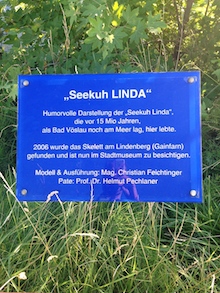 „Seekuh LINDA“
Humorvolle Darstellung der „Seekuh Linda“,
die vor 15 Mio Jahren,
als Bad Vöslau noch am Meer lag, hier lebte.
2006 wurde das Skelett am Lindenberg (Gainfarn)
gefunden und ist nun im Stadtmuseum zu besichtigen.
Modell & Ausführung: Mag. Christian Feichtinger
Pate: Prof. Dr. Helmut Pechlaner